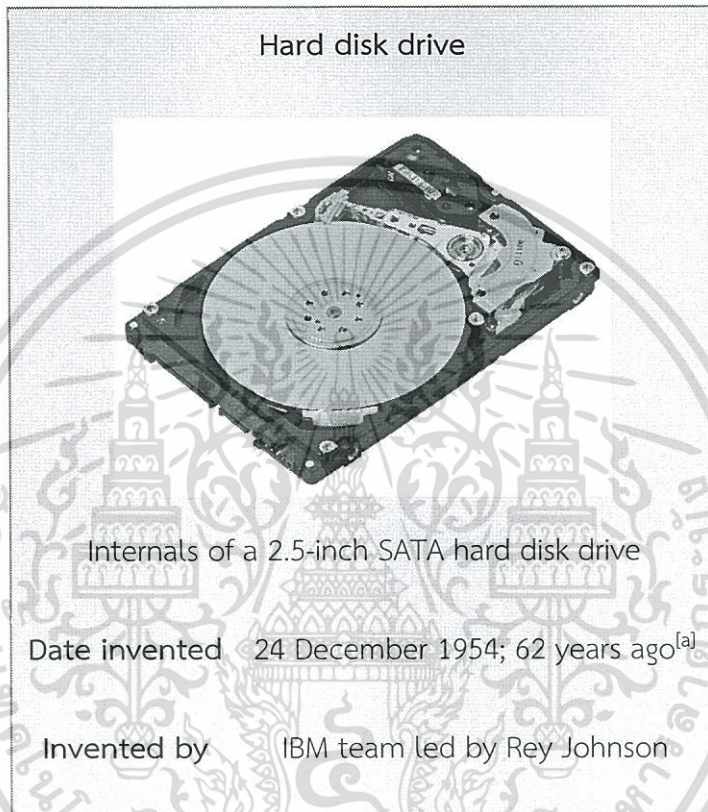 Hard disk drive
Internals of a 2.5-inch SATA hard disk drive
Date invented 24 December 1954; 62 years ago[a]
Invented by IBM team led by Rey Johnson